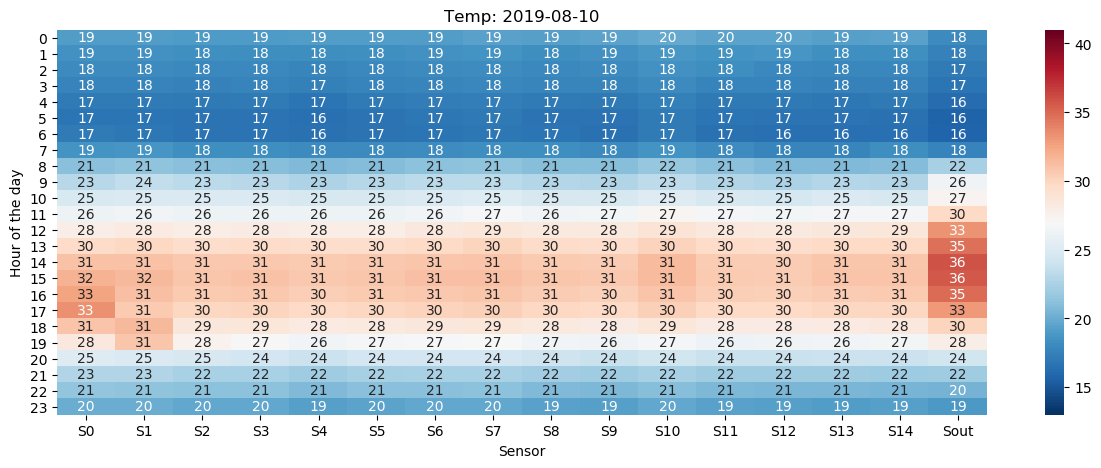 Temp: 2019-08-10
0 19 19 19 19 19 19 19 19 19 19 20 20 20 19 19 18
1 19 19 18 18 18 18 19 19 18 19 19 19 19 18 18 18
2 18 18 18 18 18 18 18 18 18 18 18 18 18 18 18 17
3 18 18 18 18 17 18 18 18 18 18 18 18 18 18 18 17
4 17 17 17 17 17 17 17 17 17 17 17 17 17 17 17 16
5 17 17 17 17 16 17 17 17 17 17 17 17 17 17 17 16
6 17 17 17 17 16 17 17 17 17 17 17 17 16 16 16 16
7 19 19 18 18 18 18 18 18 18 18 19 18 18 18 18 18
8 21 21 21 21 21 21 21 21 21 21 22 21 21 21 21 22
9 23 24 23 23 23 23 23 23 23 23 23 23 23 23 23 26
10 25 25 25 25 25 25 25 25 25 25 25 25 25 25 25 27
11 26 26 26 26 26 26 26 27 26 27 27 27 27 27 27 30
12 28 28 28 28 28 28 28 29 28 28 29 28 28 29 29 33
13 30 30 30 30 30 30 30 30 30 30 30 30 30 30 30 35
14 31 31 31 31 31 30 31 31 31 30 31 31 30 31 31 36
15 32 32 31 31 31 31 31 31 31 31 31 31 31 31 31 36
16 33 31 31 31 30 31 31 31 31 30 31 30 30 31 31 35
17 33 31 30 30 30 30 31 31 30 30 31 30 30 30 30 33
18 31 31 29 29 28 28 29 29 28 28 29 28 28 28 28 30
19 28 31 28 27 26 27 27 27 27 26 27 26 26 26 27 28
20 25 25 25 24 24 24 24 24 24 24 24 24 24 24 24 24
21 23 23 22 22 22 22 22 22 22 22 22 22 22 22 22 22
22 21 21 21 21 21 21 21 21 21 21 21 21 21 21 21 20
23 20 20 20 20 19 20 20 20 19 19 20 19 19 19 19 19
S0 S1 S2 S3 S4 S5 S6 S7 S8 S9 S10 S11 S12 S13 S14 Sout
Sensor
Hour of the day
40
35
30
25
20
15